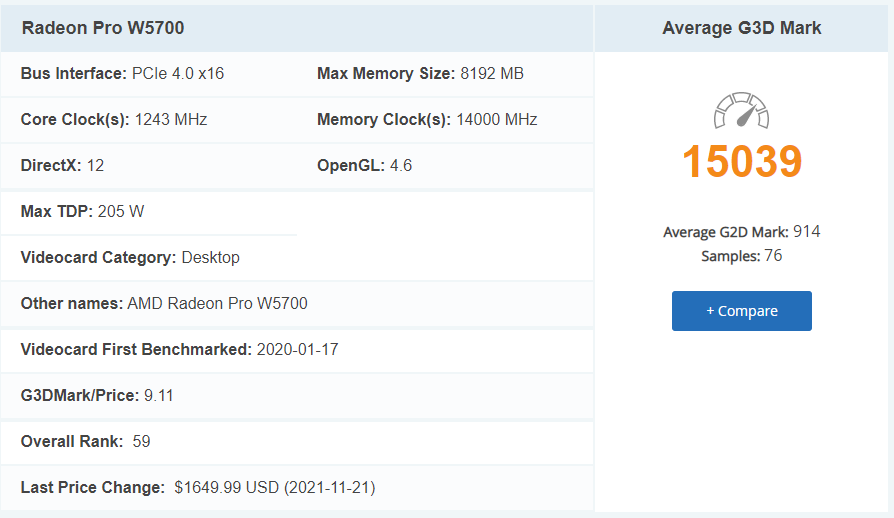 Radeon Pro W5700
Average G3D Mark
Bus Interface: PCIe 4.0 x16
Max Memory Size: 8192 MB
Core Clock(s): 1243 MHz
Memory Clock(s): 14000 MHz
DirectX: 12
OpenGL: 4.6
Max TDP: 205 W
Videocard Category: Desktop
Other names: AMD Radeon Pro W5700
Videocard First Benchmarked: 2020-01-17
G3DMark/Price: 9.11
Overall Rank: 59
Last Price Change: $1649.99 USD (2021-11-21)
15039
Average G2D Mark: 914
Samples: 76
+ Compare